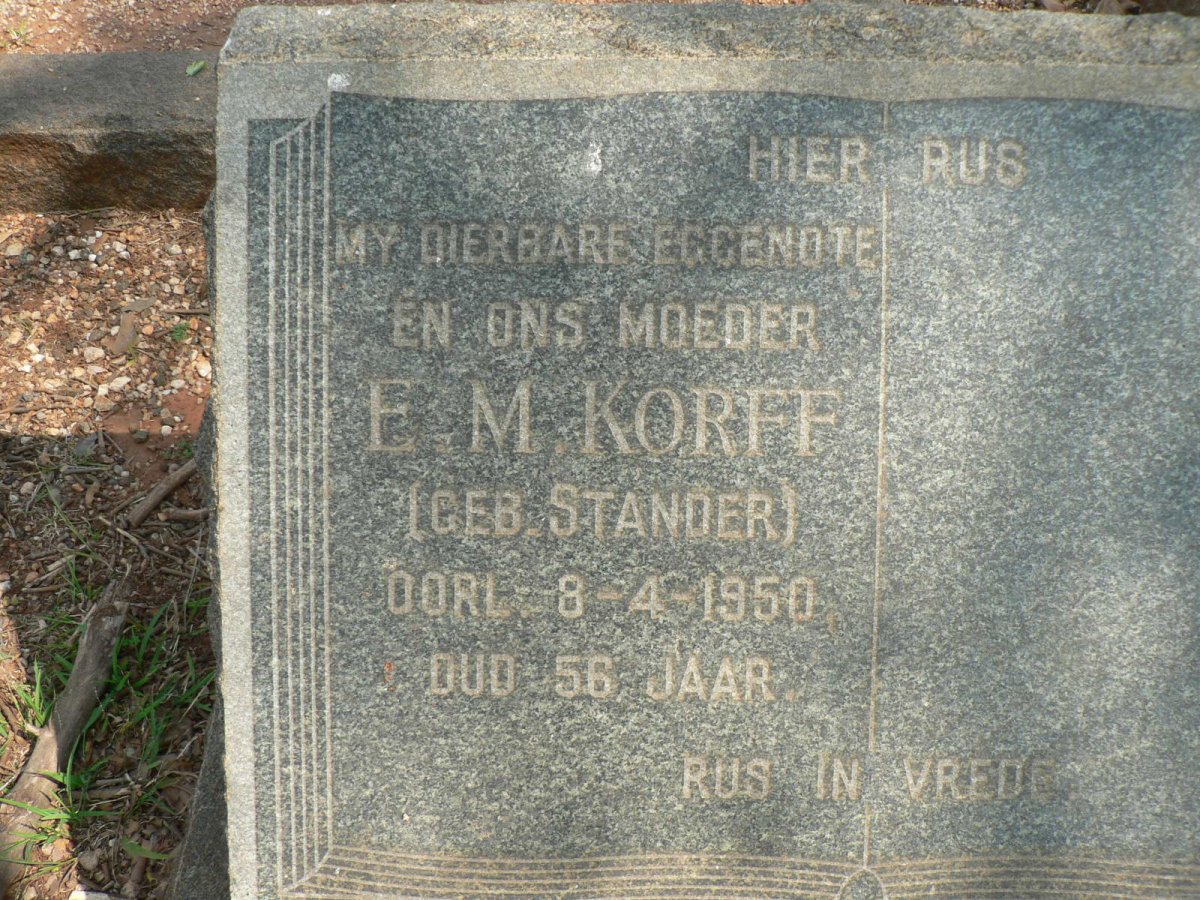 HIER RUS
MY DIERBARE EGGENOTE
EN ONS MOEDER
E. M. KORFF
(GEB. STANDER)
OORL. 8-4-1950,
OUD 56 JAAR.
RUS IN VREDE.